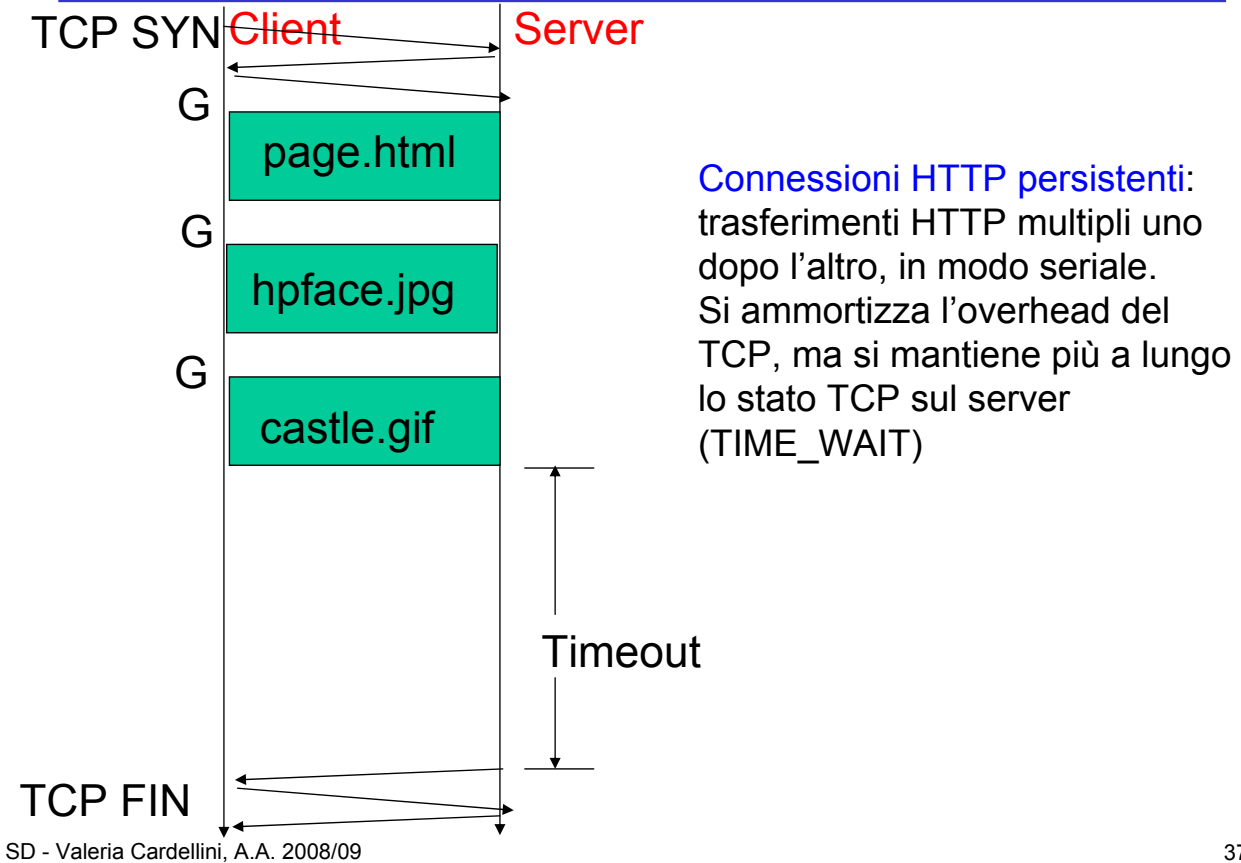 TCP SYN
Client
Server
G
page.html
G
hpface.jpg
G
castle.gif
Timeout
TCP FIN
Connessioni HTTP persistenti:
trasferimenti HTTP multipli uno
dopo l'altro, in modo seriale.
Si ammortizza l'overhead del
TCP, ma si mantiene più a lungo
lo stato TCP sul server
(TIME_WAIT)
SD - Valeria Cardellini, A.A. 2008/09
37